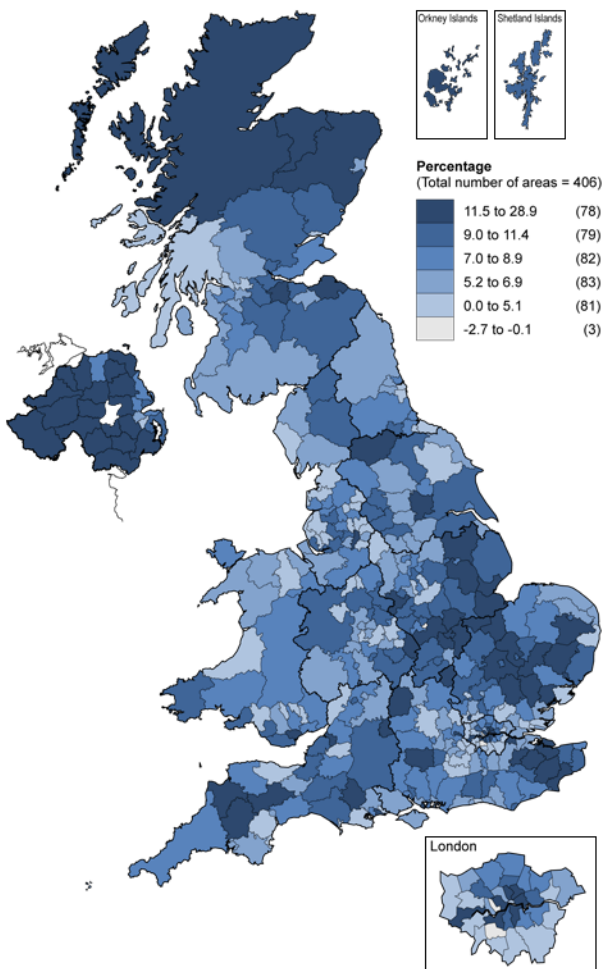 Orkney Islands
Shetland Islands
Percentage
(Total number of areas = 406)
11.5 to 28.9 (78)
9.0 to 11.4 (79)
7.0 to 8.9 (82)
5.2 to 6.9 (83)
0.0 to 5.1 (81)
-2.7 to -0.1 (3)
London